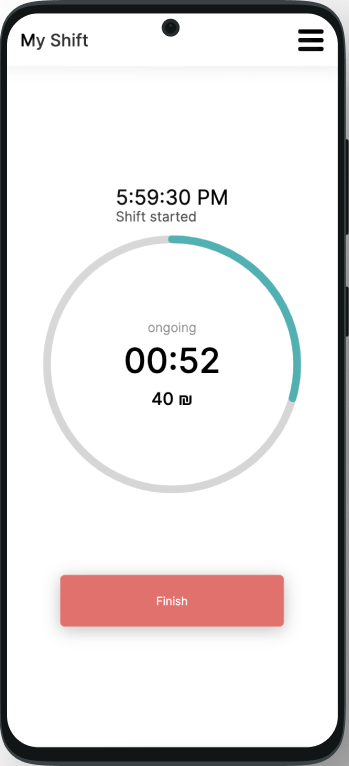 My Shift
5:59:30 PM
Shift started
ongoing
00:52
40 ₪
Finish